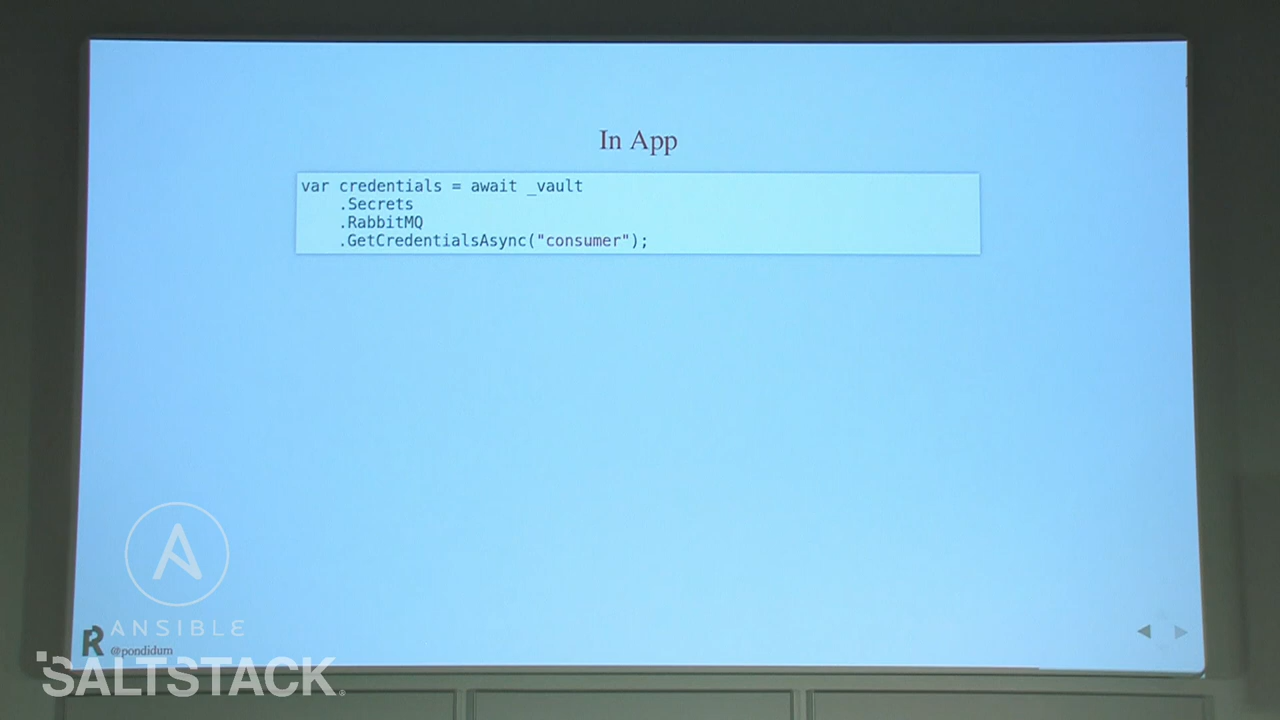 In App
var credentials = await _vault
.Secrets
.RabbitMQ
.GetCredentialsAsync("consumer");
ANSIBLE
@pondidum
SALTSTACK